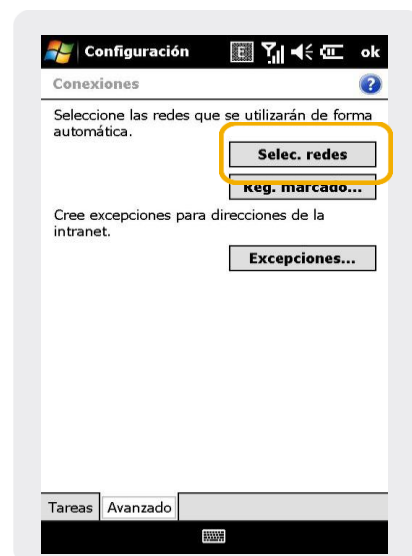 Configuración E ok
Conexiones ?
Seleccione las redes que se utilizarán de forma
automática.
Selec. redes
Reg. marcado...
Cree excepciones para direcciones de la
intranet.
Excepciones...
Tareas Avanzado